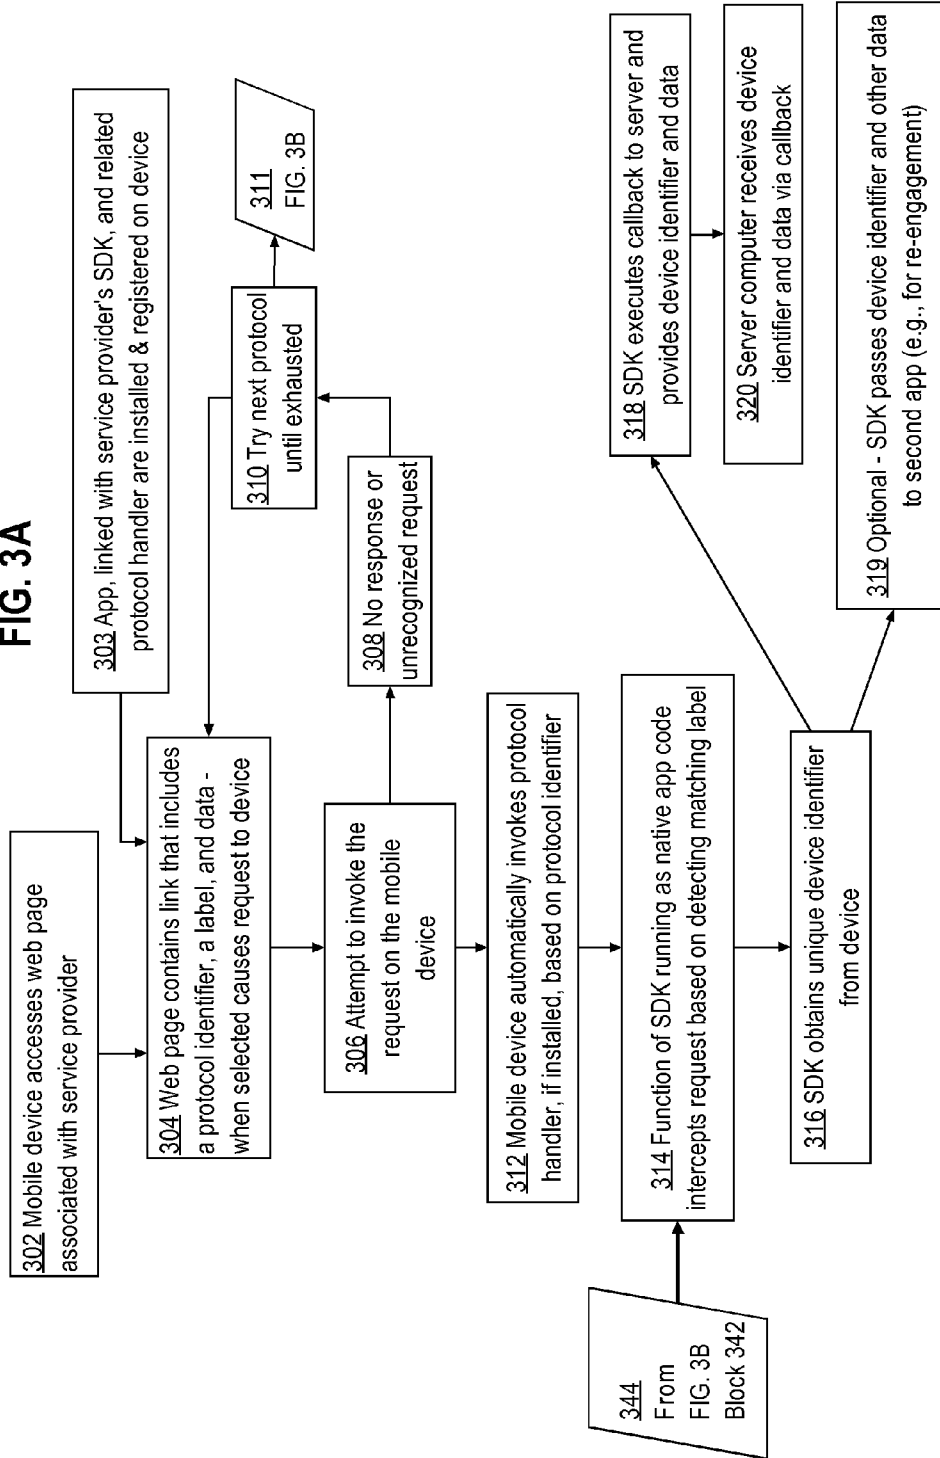 FIG. 3A
302 Mobile device accesses web page
associated with service provider
303 App, linked with service provider's SDK, and related
protocol handler are installed & registered on device
304 Web page contains link that includes
a protocol identifier, a label, and data -
when selected causes request to device
306 Attempt to invoke the
request on the mobile
device
308 No response or
unrecognized request
310 Try next protocol
until exhausted
311
FIG. 3B
312 Mobile device automatically invokes protocol
handler, if installed, based on protocol identifier
344
From
FIG. 3B
Block 342
314 Function of SDK running as native app code
intercepts request based on detecting matching label
316 SDK obtains unique device identifier
from device
318 SDK executes callback to server and
provides device identifier and data
320 Server computer receives device
identifier and data via callback
319 Optional - SDK passes device identifier and other data
to second app (e.g., for re-engagement)